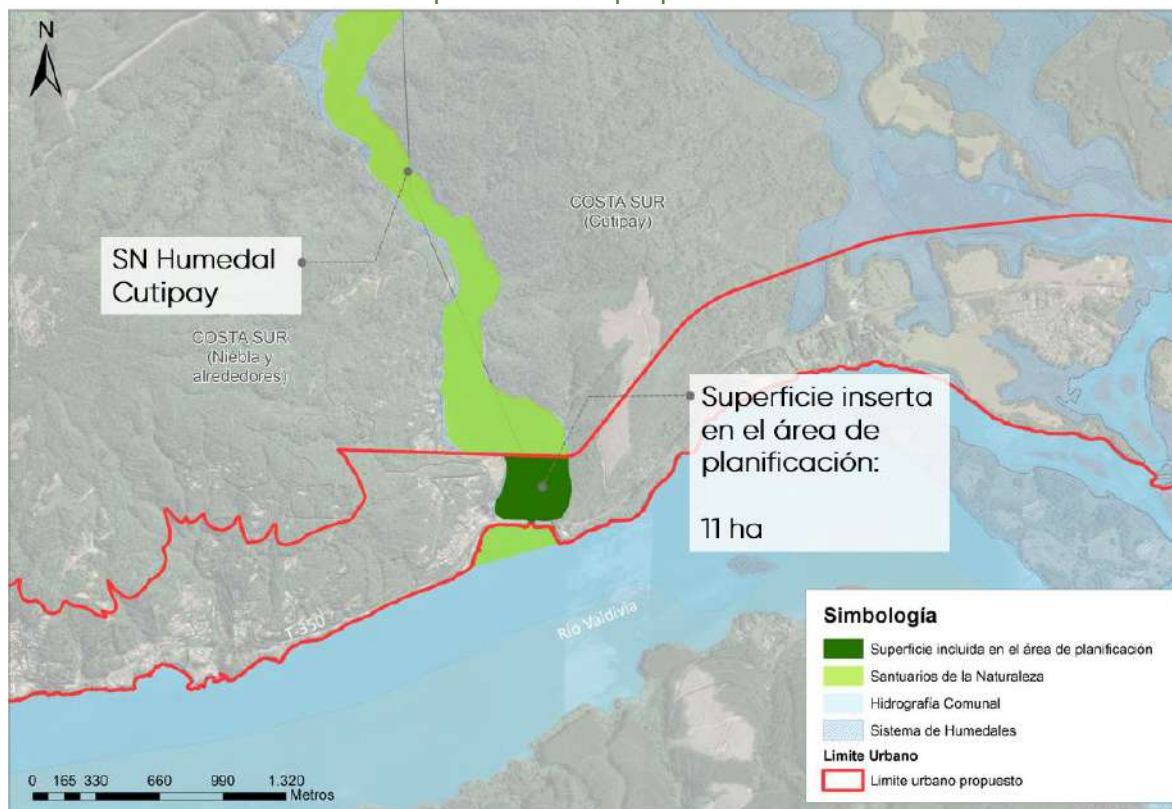 N
COSTA SUR
(Cutipay)
SN Humedal
Cutipay
COSTA SUR
(Niebla y
alrededores)
Superficie inserta
en el área de
planificación:
11 ha
T-350
Río Valdivia
Simbología
Superficie incluida en el área de planificación
Santuarios de la Naturaleza
Hidrografía Comunal
Sistema de Humedales
Limite Urbano
Limite urbano propuesto
0 165 330 660 990 1.320
Metros